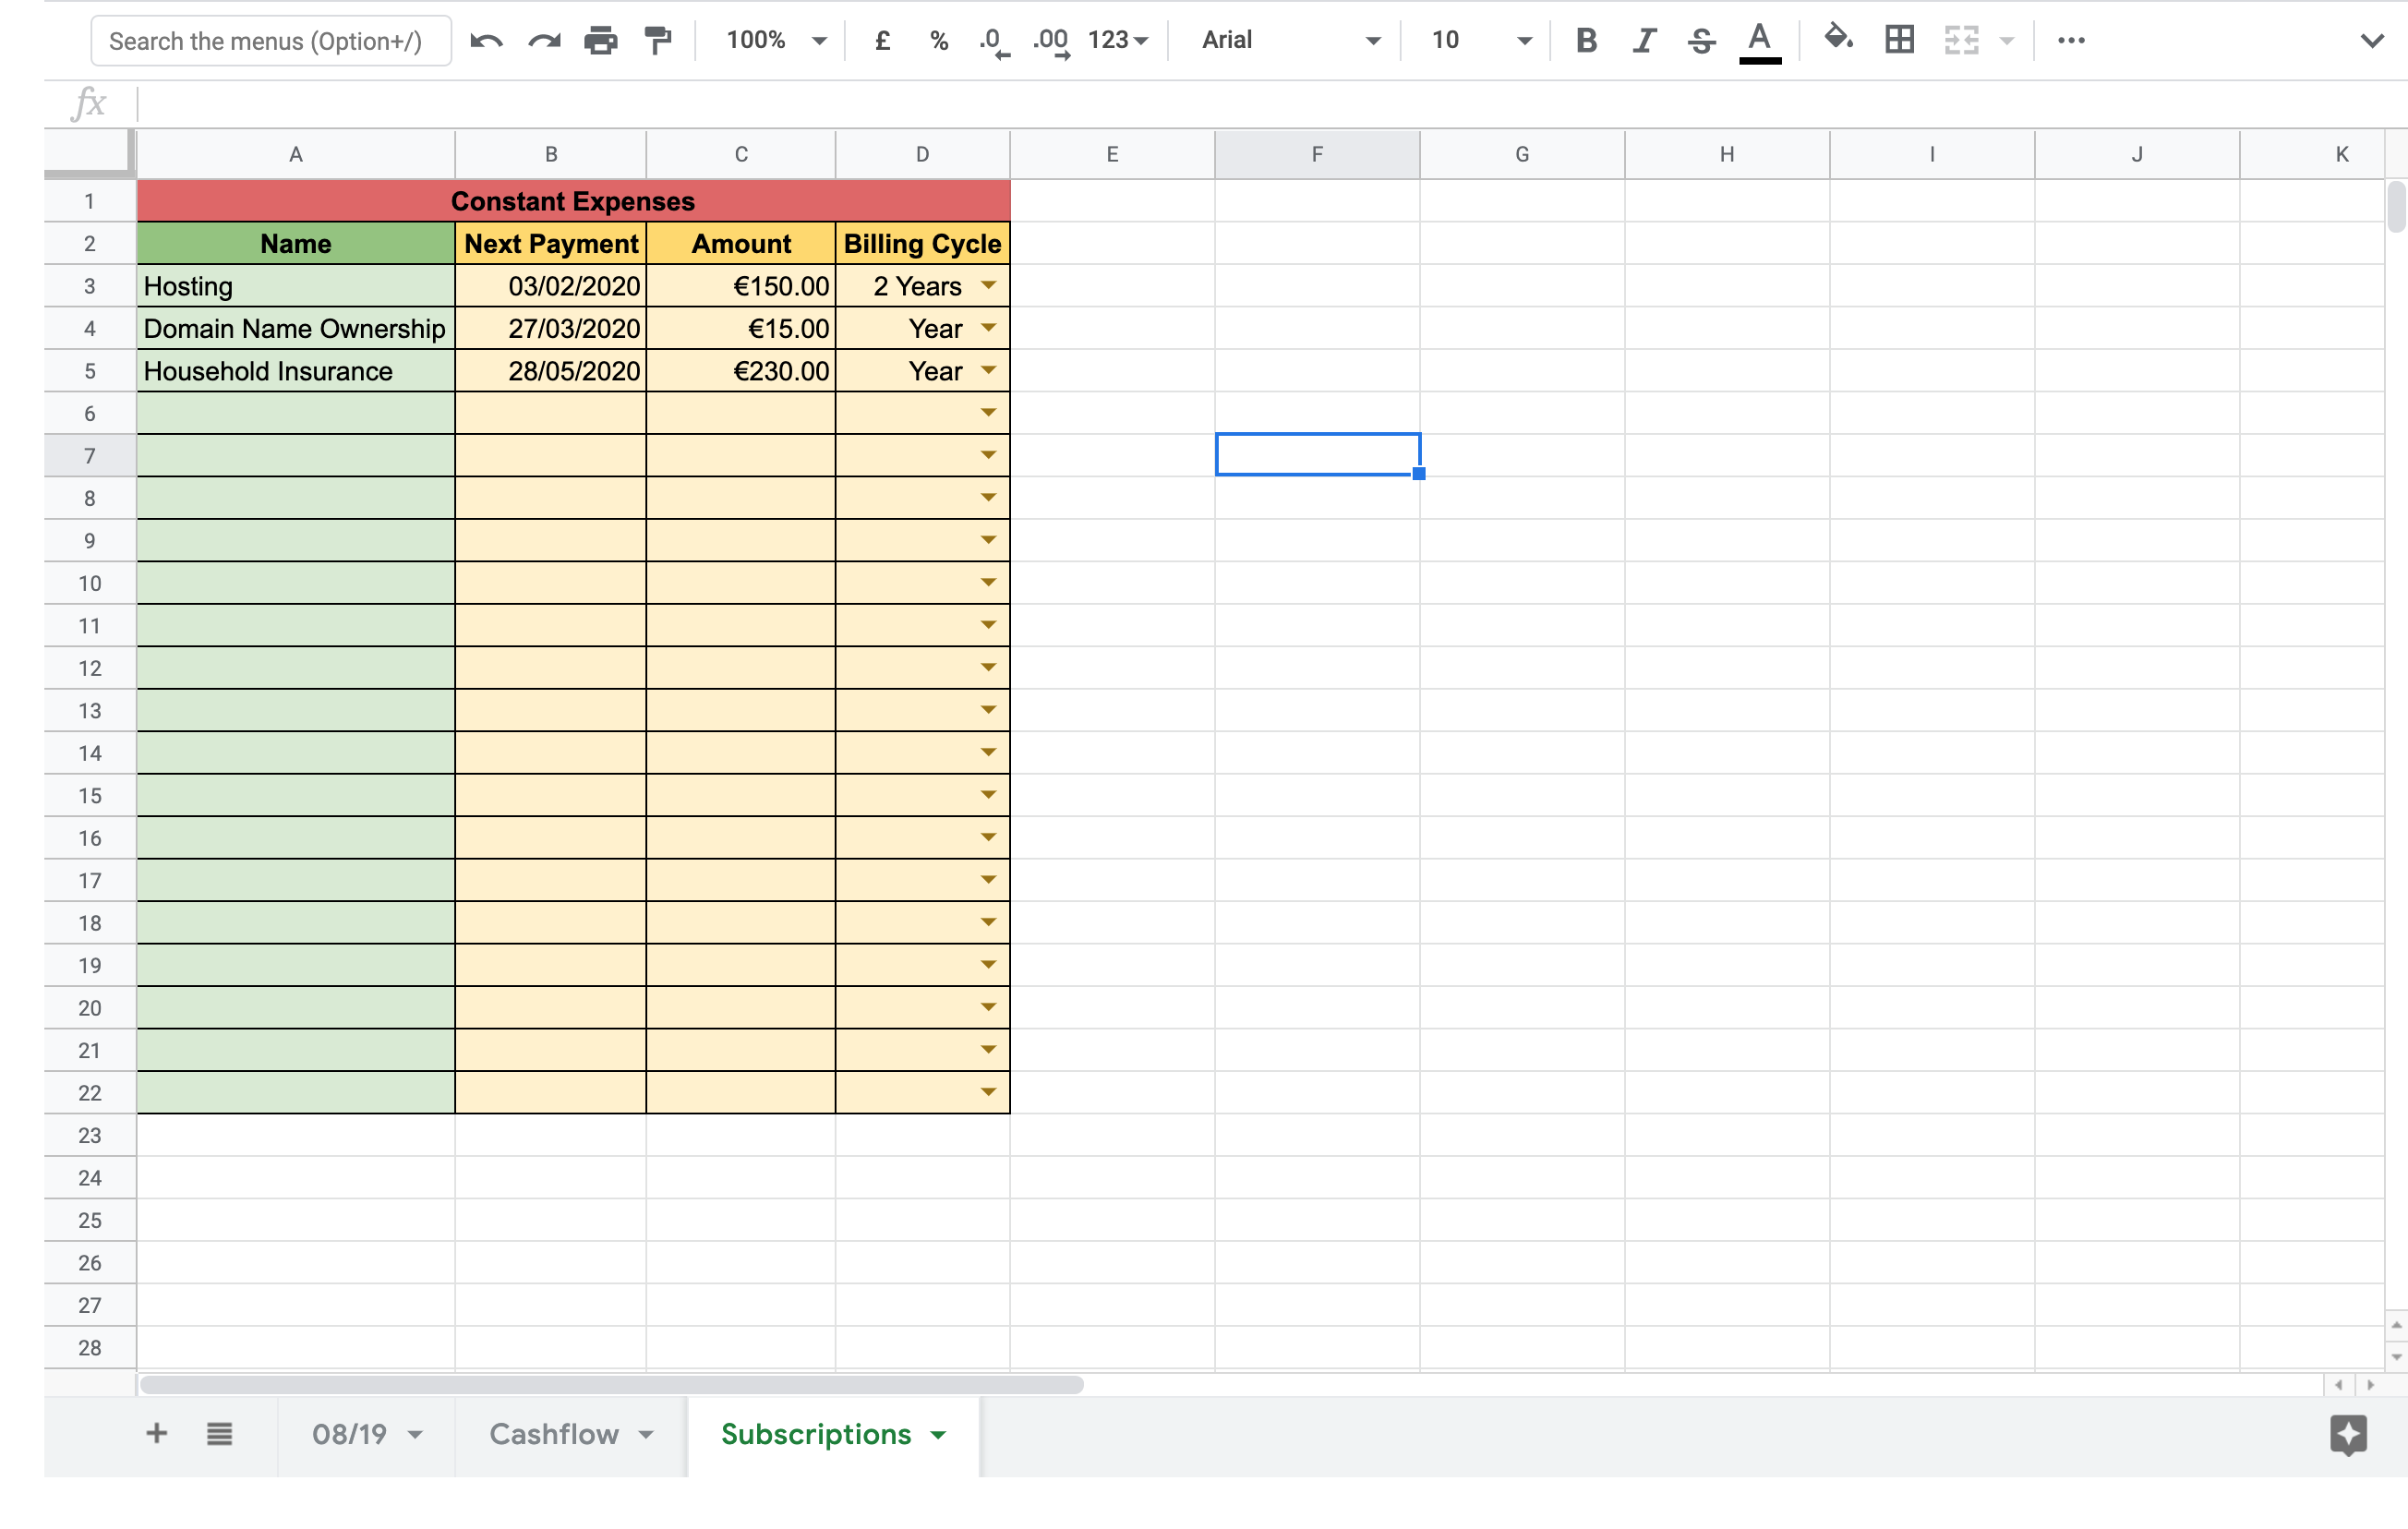 Search the menus (Option+/) 100% £ % .0 .00 123 Arial 10 B I S A
fx
A B C D E F G H I J K
1 Constant Expenses
2 Name Next Payment Amount Billing Cycle
3 Hosting 03/02/2020 €150.00 2 Years
4 Domain Name Ownership 27/03/2020 €15.00 Year
5 Household Insurance 28/05/2020 €230.00 Year
6
7
8
9
10
11
12
13
14
15
16
17
18
19
20
21
22
23
24
25
26
27
28
08/19 Cashflow Subscriptions